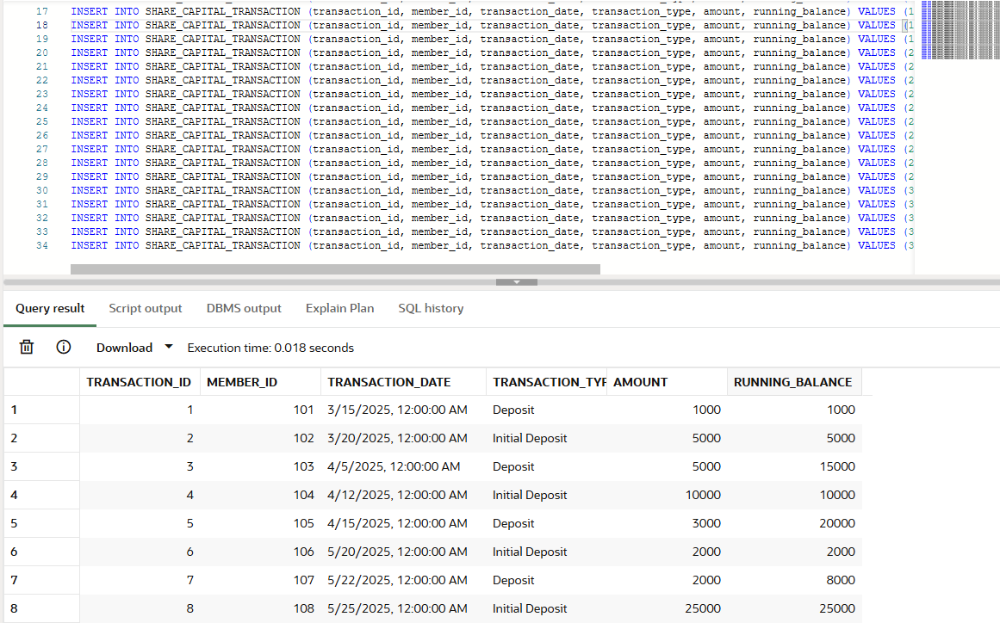 17 INSERT INTO SHARE_CAPITAL_TRANSACTION (transaction_id, member_id, transaction_date, transaction_type, amount, running_balance) VALUES (1
18 INSERT INTO SHARE_CAPITAL_TRANSACTION (transaction_id, member_id, transaction_date, transaction_type, amount, running_balance) VALUES (1
19 INSERT INTO SHARE_CAPITAL_TRANSACTION (transaction_id, member_id, transaction_date, transaction_type, amount, running_balance) VALUES (1
20 INSERT INTO SHARE_CAPITAL_TRANSACTION (transaction_id, member_id, transaction_date, transaction_type, amount, running_balance) VALUES (2
21 INSERT INTO SHARE_CAPITAL_TRANSACTION (transaction_id, member_id, transaction_date, transaction_type, amount, running_balance) VALUES (2
22 INSERT INTO SHARE_CAPITAL_TRANSACTION (transaction_id, member_id, transaction_date, transaction_type, amount, running_balance) VALUES (2
23 INSERT INTO SHARE_CAPITAL_TRANSACTION (transaction_id, member_id, transaction_date, transaction_type, amount, running_balance) VALUES (2
24 INSERT INTO SHARE_CAPITAL_TRANSACTION (transaction_id, member_id, transaction_date, transaction_type, amount, running_balance) VALUES (2
25 INSERT INTO SHARE_CAPITAL_TRANSACTION (transaction_id, member_id, transaction_date, transaction_type, amount, running_balance) VALUES (2
26 INSERT INTO SHARE_CAPITAL_TRANSACTION (transaction_id, member_id, transaction_date, transaction_type, amount, running_balance) VALUES (2
27 INSERT INTO SHARE_CAPITAL_TRANSACTION (transaction_id, member_id, transaction_date, transaction_type, amount, running_balance) VALUES (2
28 INSERT INTO SHARE_CAPITAL_TRANSACTION (transaction_id, member_id, transaction_date, transaction_type, amount, running_balance) VALUES (2
29 INSERT INTO SHARE_CAPITAL_TRANSACTION (transaction_id, member_id, transaction_date, transaction_type, amount, running_balance) VALUES (2
30 INSERT INTO SHARE_CAPITAL_TRANSACTION (transaction_id, member_id, transaction_date, transaction_type, amount, running_balance) VALUES (3
31 INSERT INTO SHARE_CAPITAL_TRANSACTION (transaction_id, member_id, transaction_date, transaction_type, amount, running_balance) VALUES (3
32 INSERT INTO SHARE_CAPITAL_TRANSACTION (transaction_id, member_id, transaction_date, transaction_type, amount, running_balance) VALUES (3
33 INSERT INTO SHARE_CAPITAL_TRANSACTION (transaction_id, member_id, transaction_date, transaction_type, amount, running_balance) VALUES (3
34 INSERT INTO SHARE_CAPITAL_TRANSACTION (transaction_id, member_id, transaction_date, transaction_type, amount, running_balance) VALUES (3
Query result Script output DBMS output Explain Plan SQL history
Download Execution time: 0.018 seconds
TRANSACTION_ID MEMBER_ID TRANSACTION_DATE TRANSACTION_TYP AMOUNT RUNNING_BALANCE
1 1 101 3/15/2025, 12:00:00 AM Deposit 1000 1000
2 2 102 3/20/2025, 12:00:00 AM Initial Deposit 5000 5000
3 3 103 4/5/2025, 12:00:00 AM Deposit 5000 15000
4 4 104 4/12/2025, 12:00:00 AM Initial Deposit 10000 10000
5 5 105 4/15/2025, 12:00:00 AM Deposit 3000 20000
6 6 106 5/20/2025, 12:00:00 AM Initial Deposit 2000 2000
7 7 107 5/22/2025, 12:00:00 AM Deposit 2000 8000
8 8 108 5/25/2025, 12:00:00 AM Initial Deposit 25000 25000